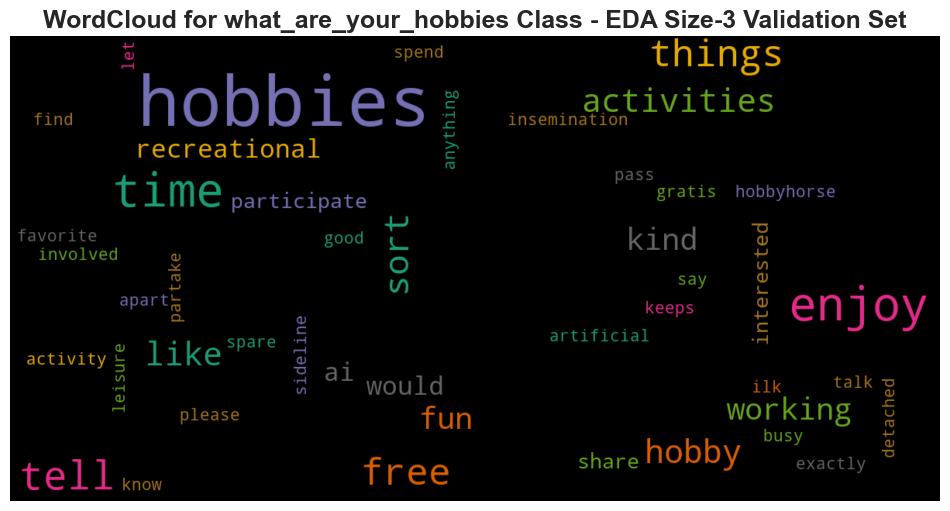 WordCloud for what_are_your_hobbies Class - EDA Size-3 Validation Set
let
spend
things
hobbies
activities
find
anything
insemination
recreational
time
participate
pass
gratis
hobbyhorse
favorite
involved
good
sort
kind
interested
partake
say
apart
keeps
enjoy
artificial
activity
leisure
like
spare
sideline
ai
would
ilk
talk
detached
please
fun
working
busy
tell
know
free
share
hobby
exactly